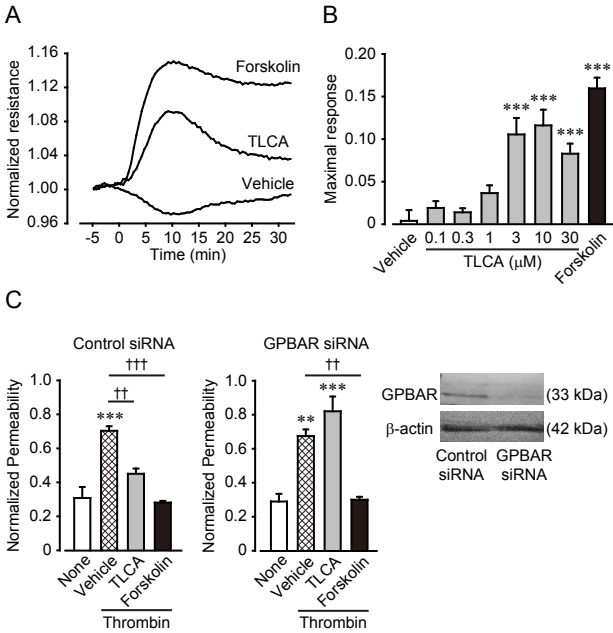 A
Normalized resistance
1.16
1.12
1.08
1.04
1.00
0.96
Forskolin
TLCA
Vehicle
-5 0 5 10 15 20 25 30
Time (min)
B
Maximal response
0.20
0.15
0.10
0.05
0
***
***
***
***
Vehicle
0.1 0.3 1 3 10 30
TLCA (μM)
Forskolin
C
Control siRNA
Normalized Permeability
1.0
0.8
0.6
0.4
0.2
0
†††
††
***
None
Vehicle
TLCA
Forskolin
Thrombin
GPBAR siRNA
Normalized Permeability
1.0
0.8
0.6
0.4
0.2
0
††
**
***
None
Vehicle
TLCA
Forskolin
Thrombin
GPBAR (33 kDa)
β-actin (42 kDa)
Control siRNA
GPBAR siRNA